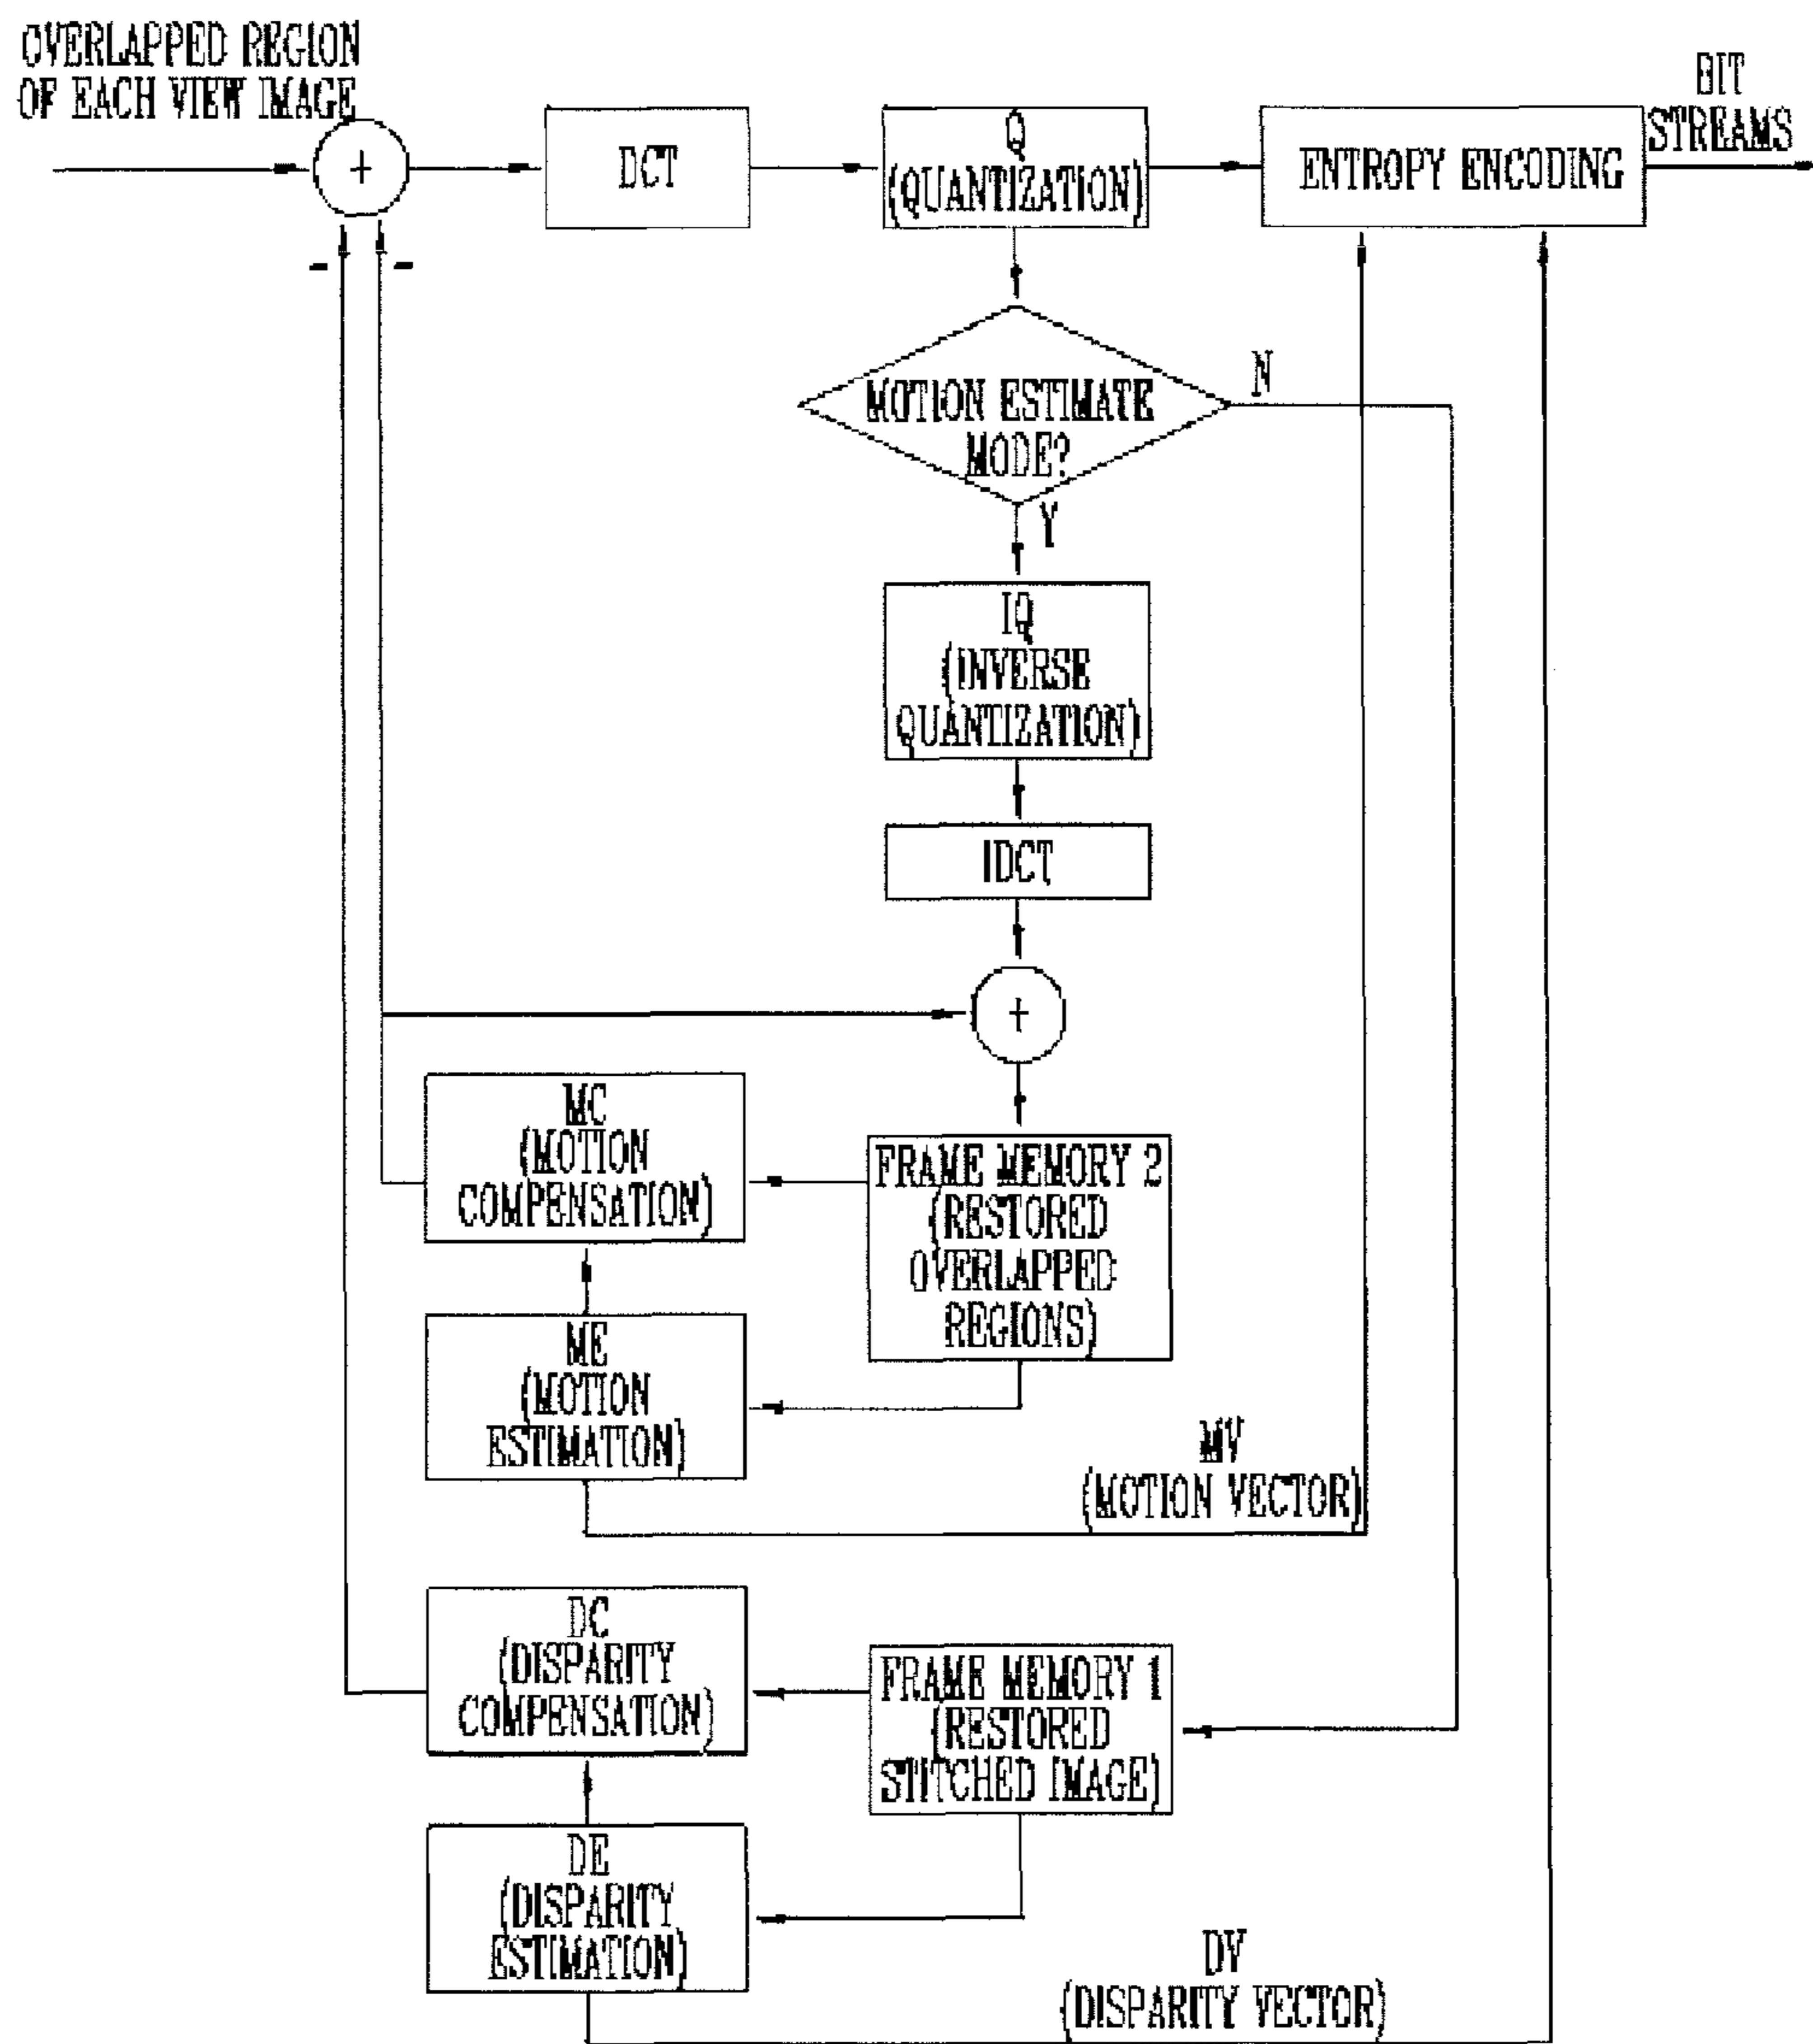 OVERLAPPED REGION
OF EACH VIEW IMAGE
BIT
STREAMS
+
DCT
Q
(QUANTIZATION)
ENTROPY ENCODING
-
-
MOTION ESTIMATE
MODE?
N
Y
IQ
(INVERSE
QUANTIZATION)
IDCT
+
MC
(MOTION
COMPENSATION)
FRAME MEMORY 2
(RESTORED
OVERLAPPED
REGIONS)
ME
(MOTION
ESTIMATION)
MV
(MOTION VECTOR)
DC
(DISPARITY
COMPENSATION)
FRAME MEMORY 1
(RESTORED
STITCHED IMAGE)
DE
(DISPARITY
ESTIMATION)
DV
(DISPARITY VECTOR)